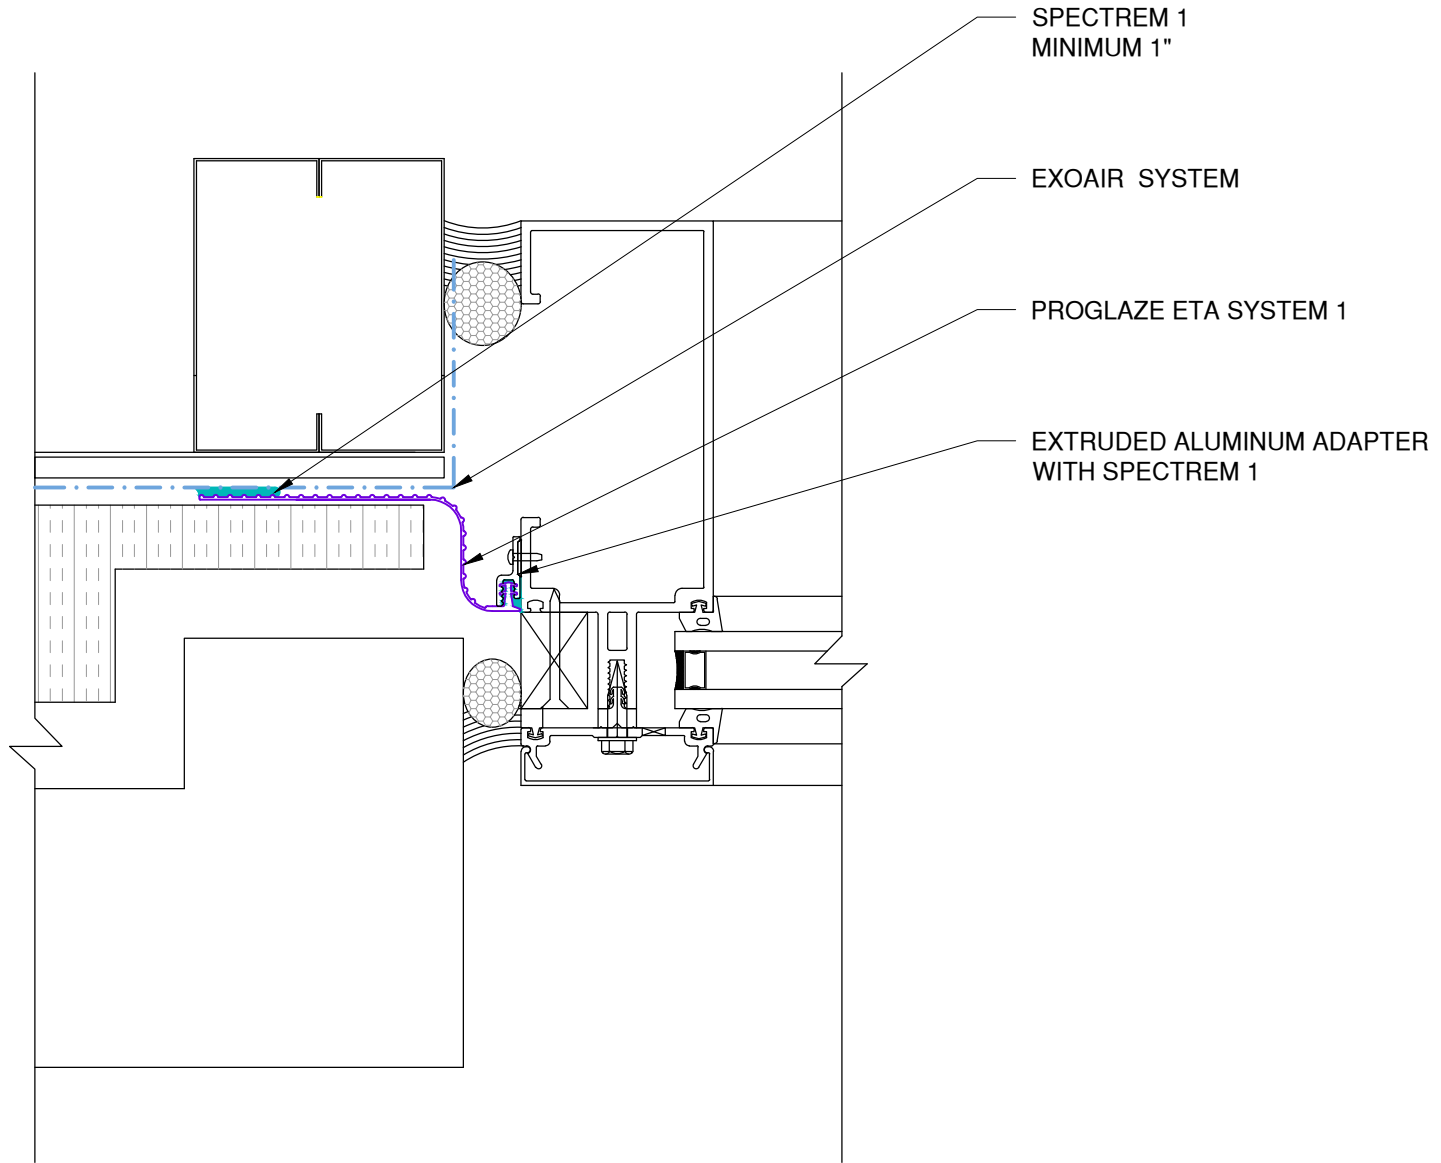 SPECTREM 1
MINIMUM 1"
EXOAIR  SYSTEM
PROGLAZE ETA SYSTEM 1
EXTRUDED ALUMINUM ADAPTER
WITH SPECTREM 1